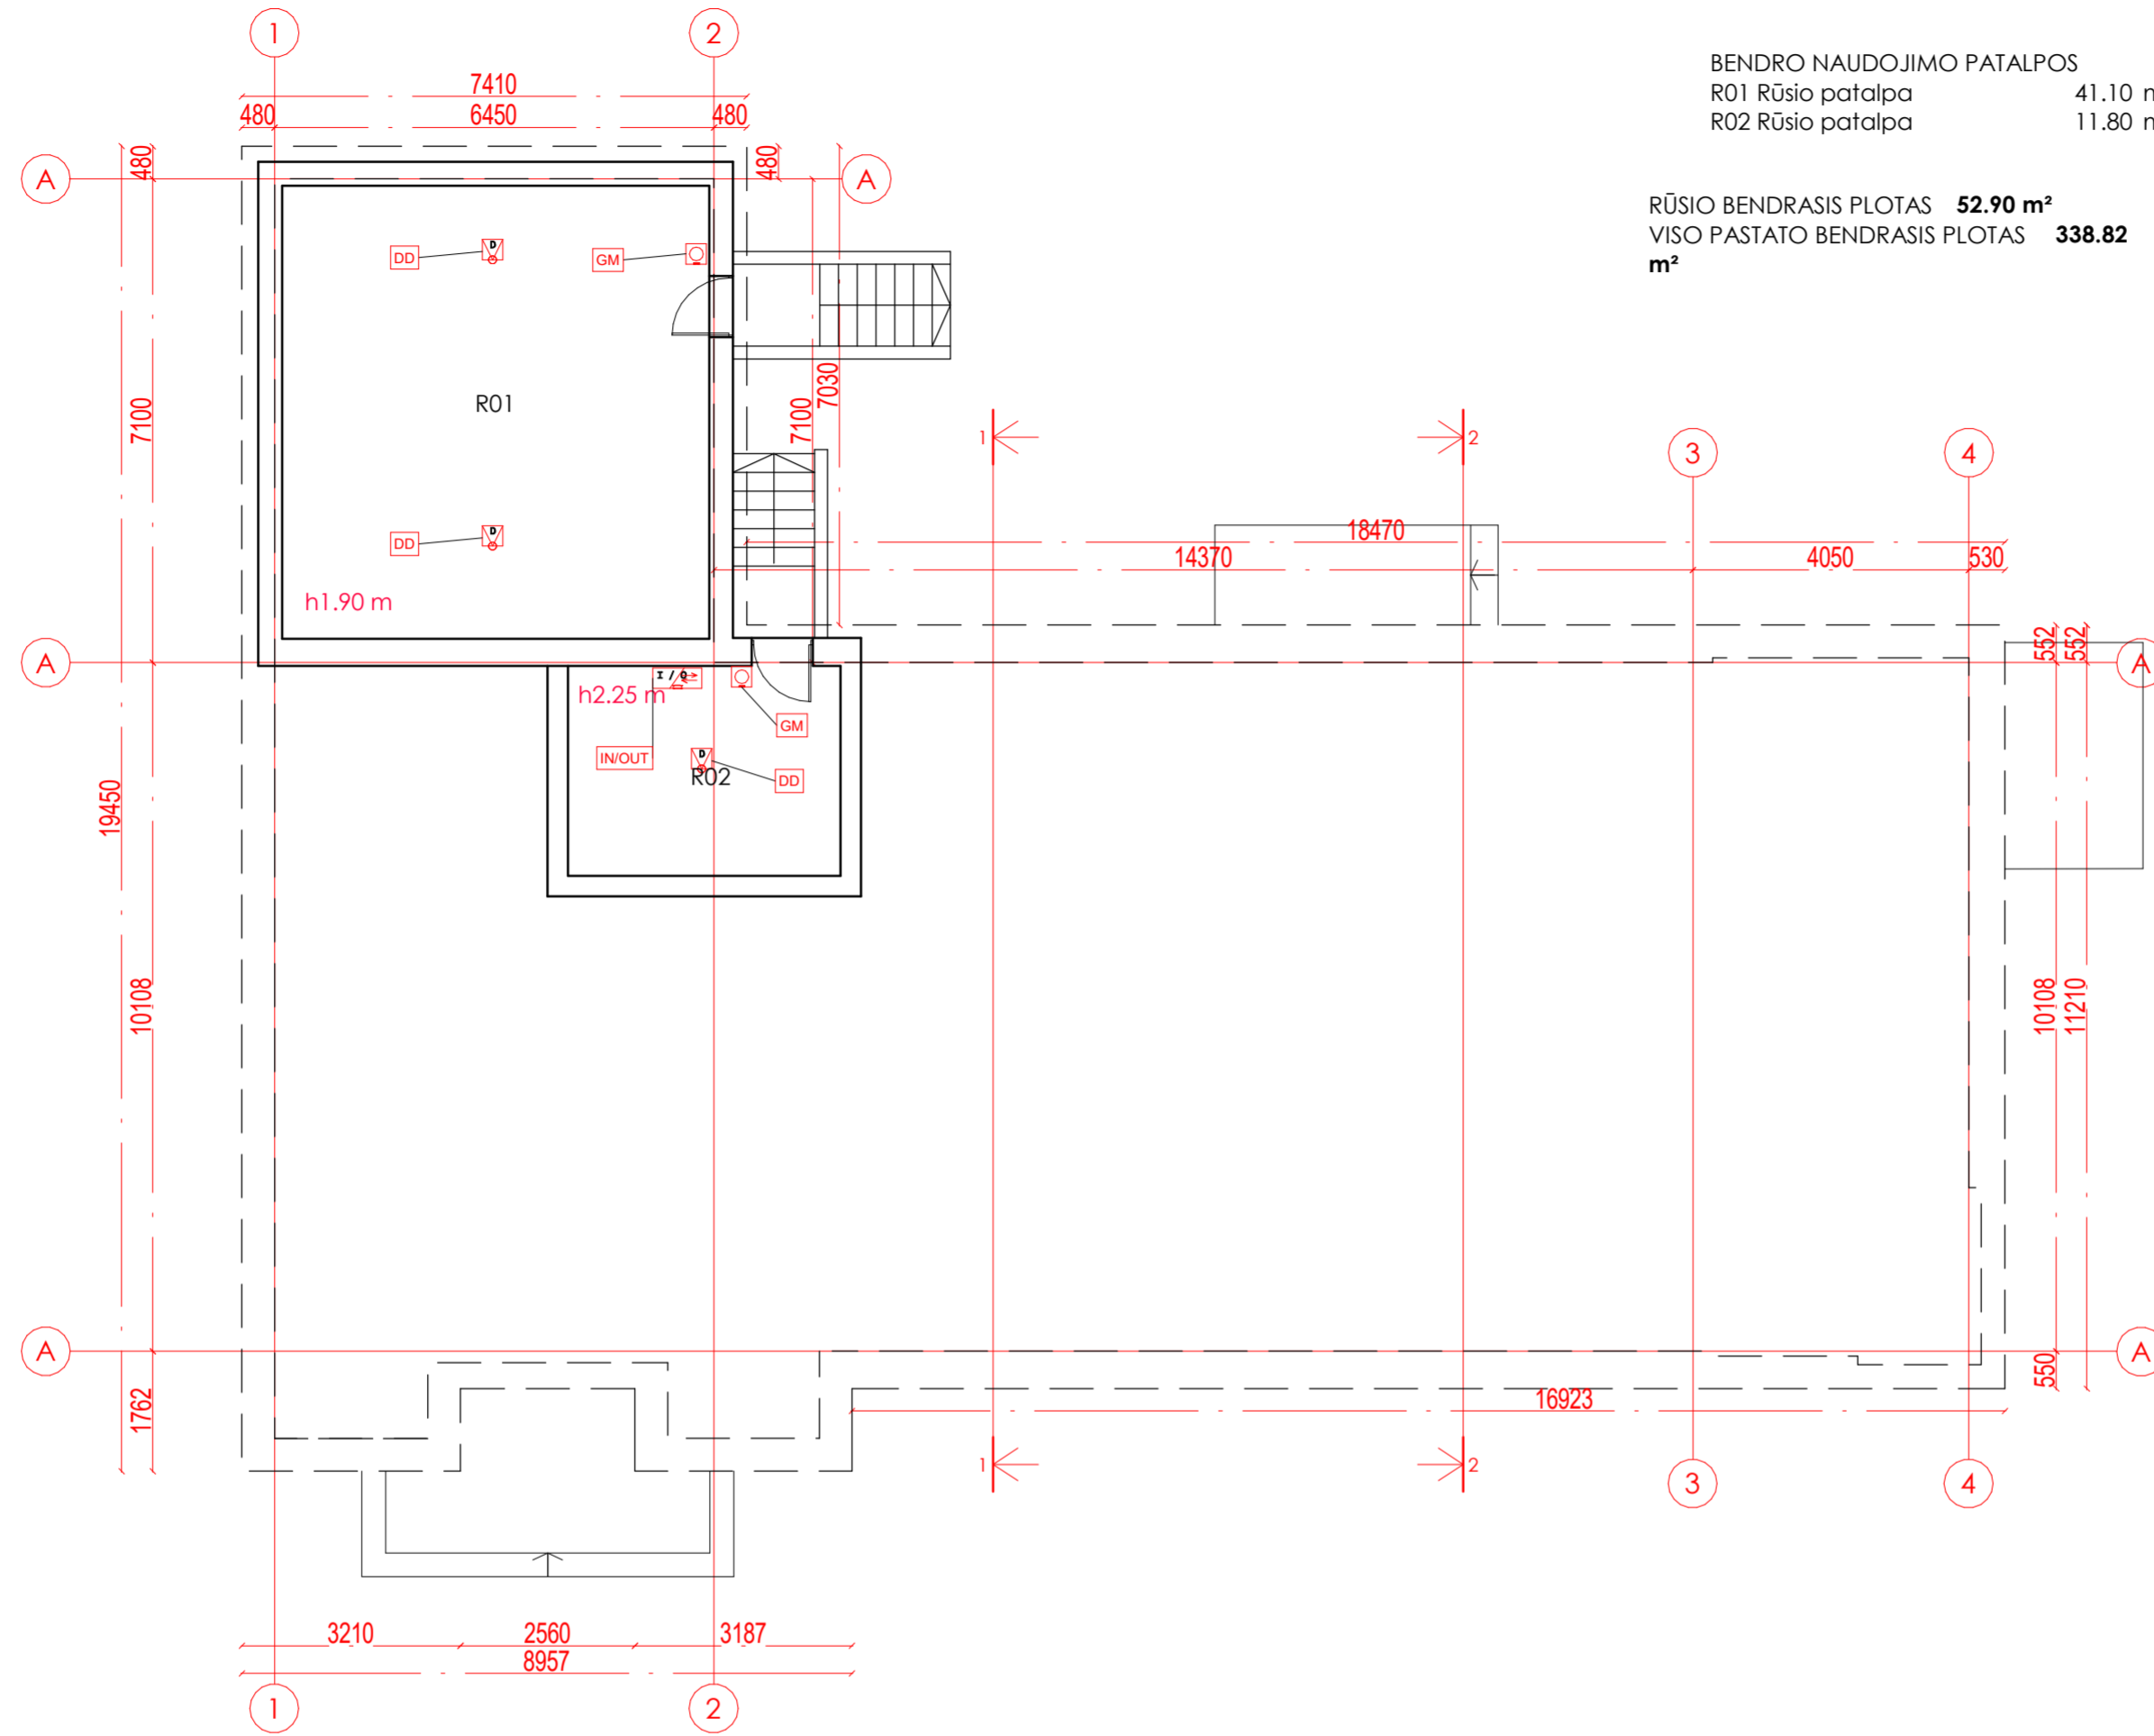 1
2
BENDRO NAUDOJIMO PATALPOS
R01 Rūsio patalpa 41.10
R02 Rūsio patalpa 11.80
7410
480 6450 480
480
480
A
A
RŪSIO BENDRASIS PLOTAS 52.90 m²
VISO PASTATO BENDRASIS PLOTAS 338.82
m²
DD
D
GM
R01
7100
7100
7030
1
2
3
4
DD
D
18470
14370
4050
530
h1.90 m
552
552
A
A
I / O
h2.25 m
GM
IN/OUT
D
R02
DD
19450
10108
10108
11210
A
A
1762
550
16923
1
2
3
4
3210
2560
3187
8957
1
2